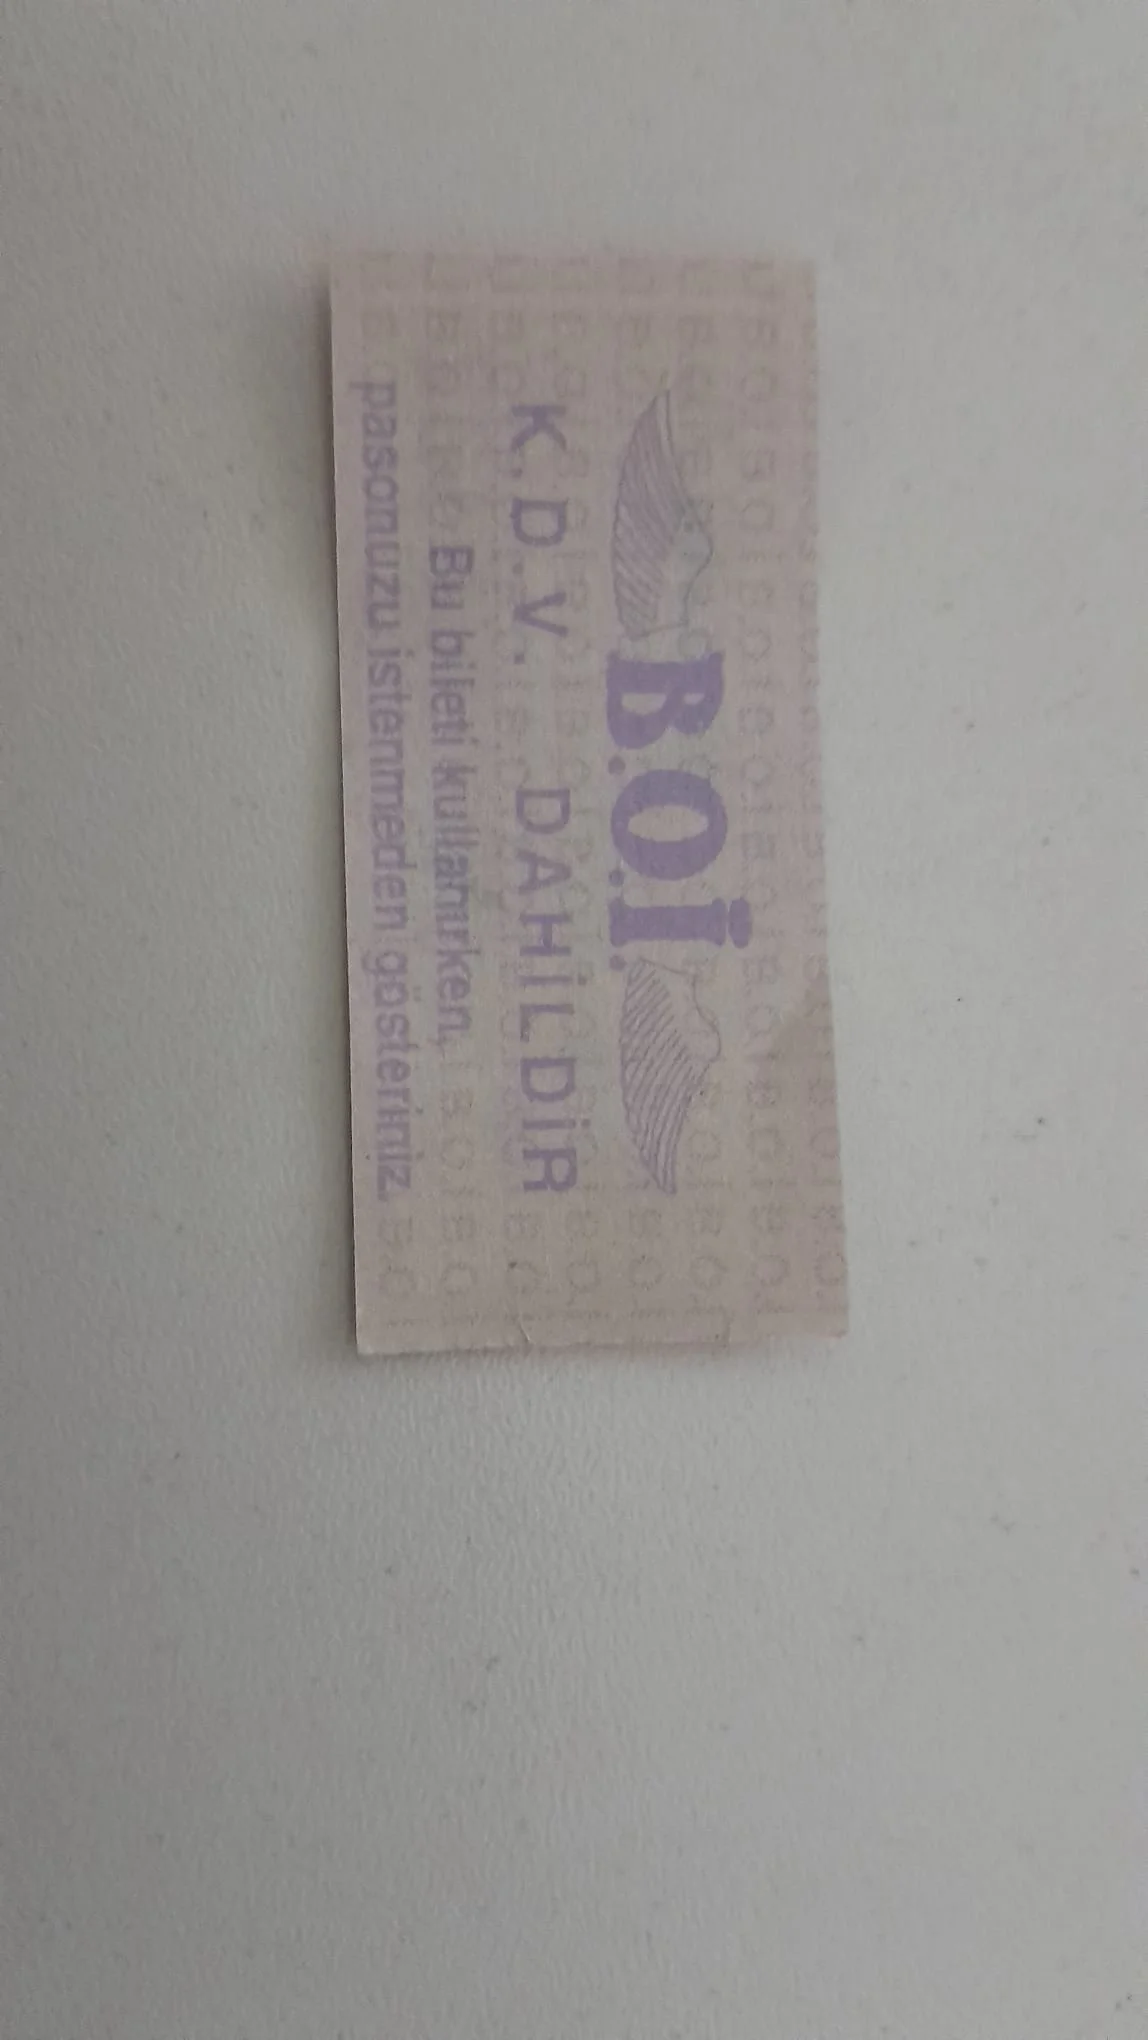 B.O.İ.
K.D.V. DAHİLDİR
Bu bileti kullanırken,
pasonuzu istenmeden gösteriniz.